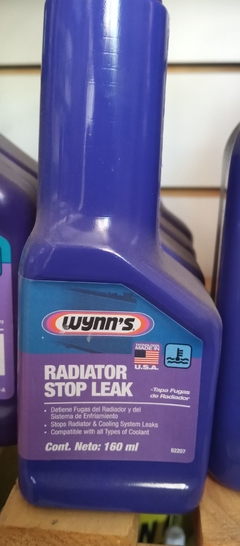 WYNN'S
MADE IN
U.S.A.
RADIATOR
STOP LEAK
-Tapa Fugas
de Radiador
• Detiene Fugas del Radiador y del
Sistema de Enfriamiento
• Stops Radiator & Cooling System Leaks
• Compatible with all Types of Coolant
Cont. Neto: 160 ml